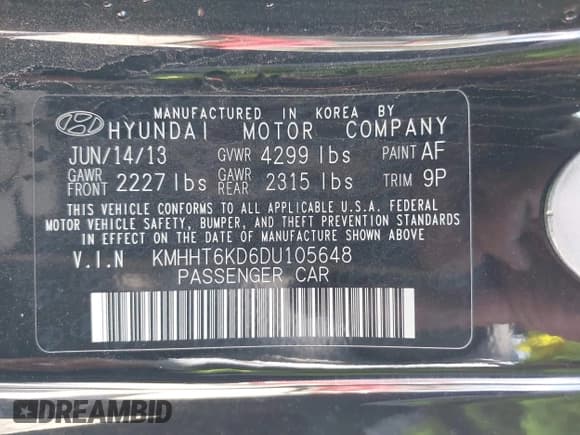 MANUFACTURED IN KOREA BY
HYUNDAI MOTOR COMPANY
JUN/14/13 GVWR 4299 lbs PAINT AF
GAWR FRONT 2227 lbs GAWR REAR 2315 lbs TRIM 9P
THIS VEHICLE CONFORMS TO ALL APPLICABLE U.S.A. FEDERAL
MOTOR VEHICLE SAFETY, BUMPER, AND THEFT PREVENTION STANDARDS
IN EFFECT ON THE DATE OF MANUFACTURE SHOWN ABOVE
V.I.N KMHHT6KD6DU105648
PASSENGER CAR
DREAMBID